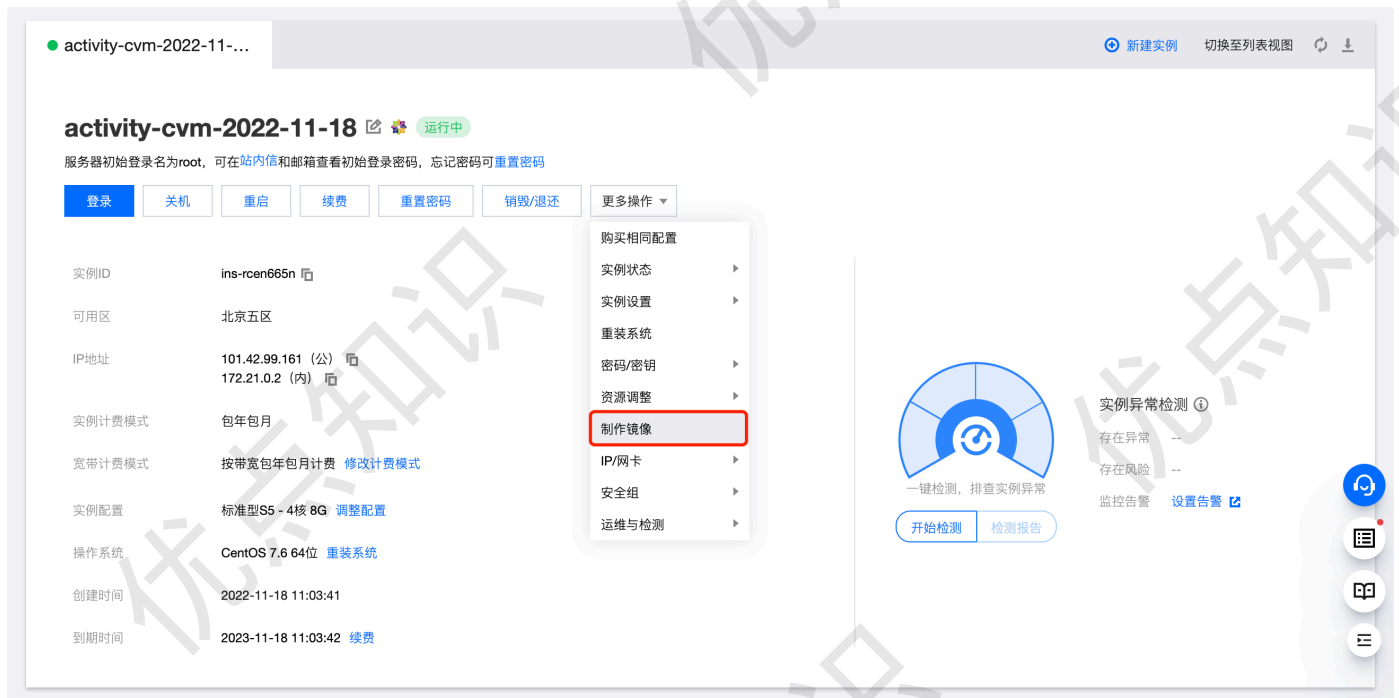 activity-cvm-2022-11-...
新建实例
切换至列表视图
activity-cvm-2022-11-18 运行中
服务器初始登录名为root，可在站内信和邮箱查看初始登录密码，忘记密码可重置密码
登录 关机 重启 续费 重置密码 销毁/退还 更多操作
购买相同配置
实例状态
实例设置
重装系统
密码/密钥
资源调整
制作镜像
IP/网卡
安全组
运维与检测
实例ID ins-rcen665n
可用区 北京五区
IP地址 101.42.99.161（公）
172.21.0.2（内）
实例计费模式 包年包月
宽带计费模式 按带宽包年包月计费 修改计费模式
实例配置 标准型S5 - 4核 8G 调整配置
操作系统 CentOS 7.6 64位 重装系统
创建时间 2022-11-18 11:03:41
到期时间 2023-11-18 11:03:42 续费
一键检测，排查实例异常
开始检测 检测报告
实例异常检测
存在异常 --
存在风险 --
监控告警 设置告警
优点知识
优点知识